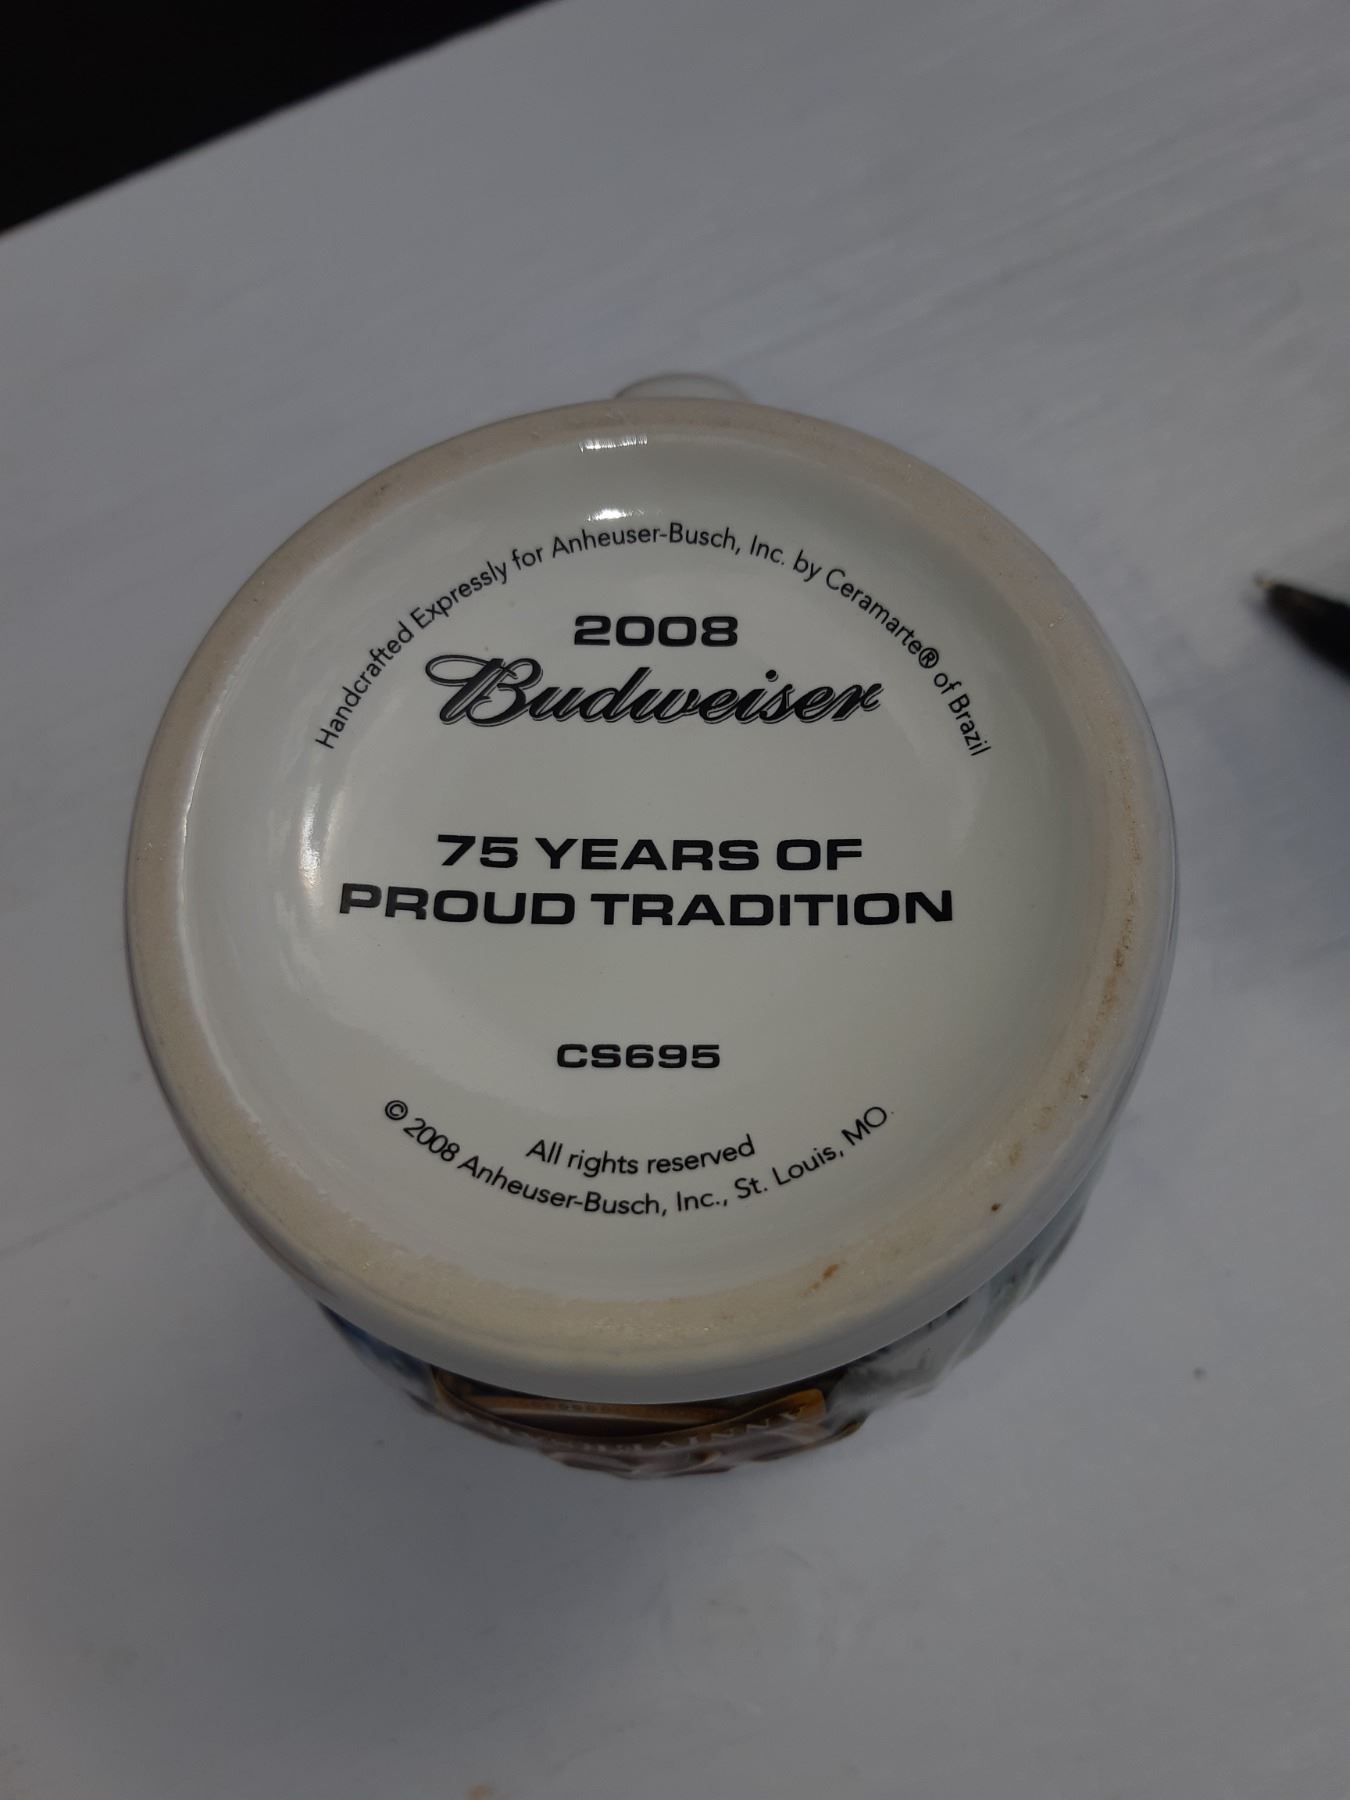 Handcrafted Expressly for Anheuser-Busch, Inc. by Ceramarte® of Brazil
2008
Budweiser
75 YEARS OF
PROUD TRADITION
CS695
All rights reserved
© 2008 Anheuser-Busch, Inc., St. Louis, MO.